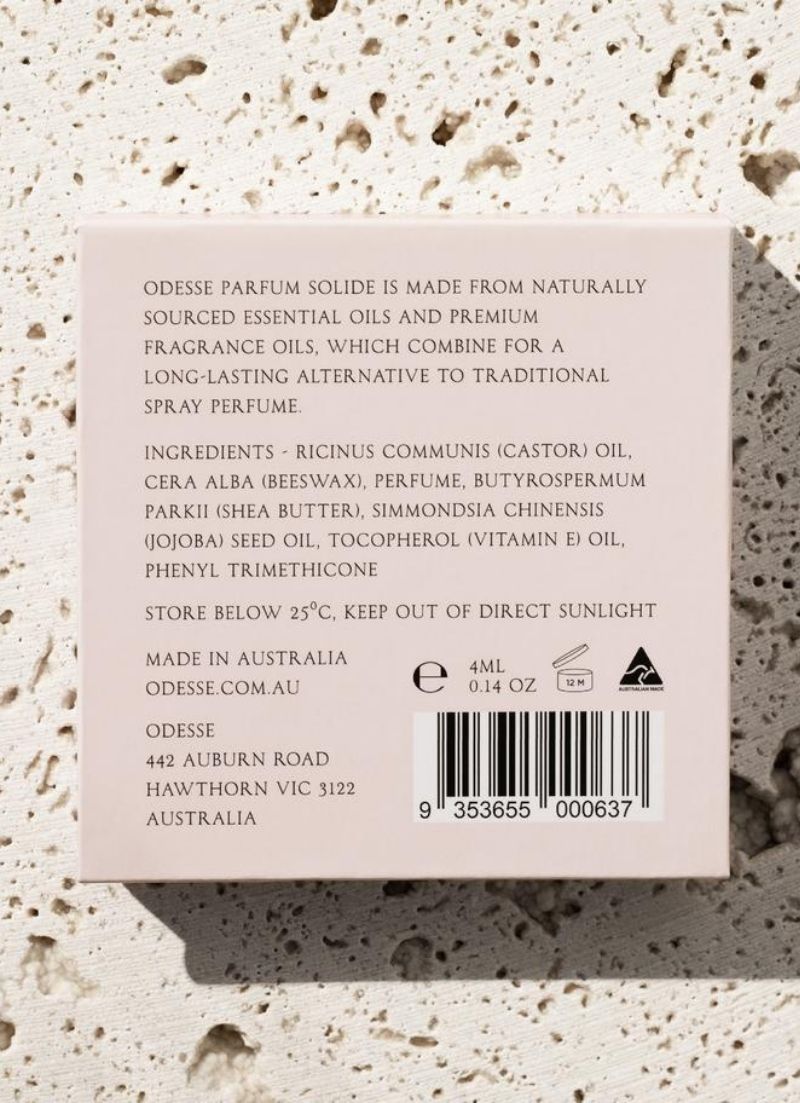 ODESSE PARFUM SOLIDE IS MADE FROM NATURALLY
SOURCED ESSENTIAL OILS AND PREMIUM
FRAGRANCE OILS, WHICH COMBINE FOR A
LONG-LASTING ALTERNATIVE TO TRADITIONAL
SPRAY PERFUME.
INGREDIENTS - RICINUS COMMUNIS (CASTOR) OIL,
CERA ALBA (BEESWAX), PERFUME, BUTYROSPERMUM
PARKII (SHEA BUTTER), SIMMONDSIA CHINENSIS
(JOJOBA) SEED OIL, TOCOPHEROL (VITAMIN E) OIL,
PHENYL TRIMETHICONE
STORE BELOW 25⁰C, KEEP OUT OF DIRECT SUNLIGHT
MADE IN AUSTRALIA
ODESSE.COM.AU
ODESSE
442 AUBURN ROAD
HAWTHORN VIC 3122
AUSTRALIA
℮
4ML
0.14 OZ
12 M
AUSTRALIAN MADE
9 353655 000637